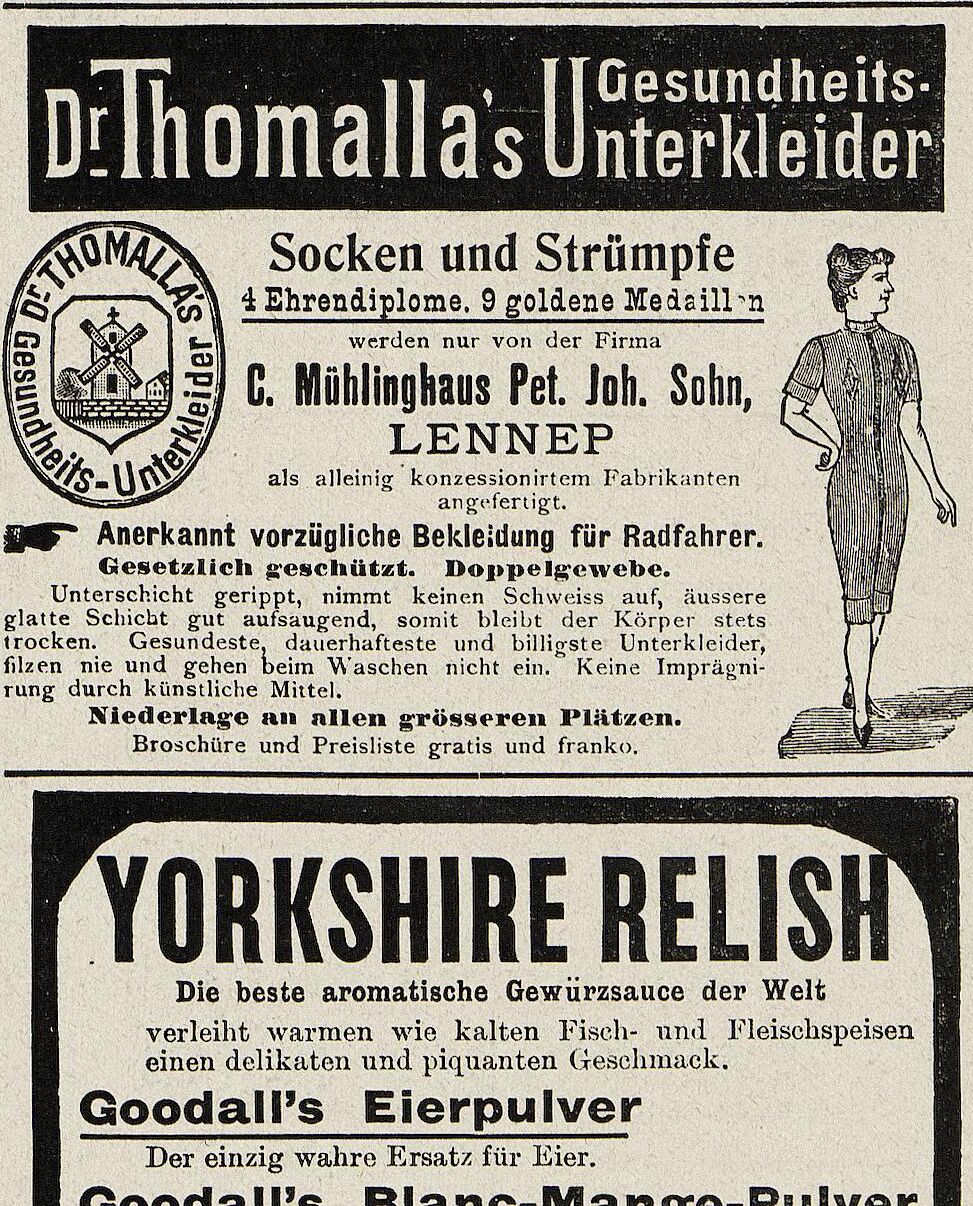 Dr. Thomalla's Gesundheits-
Unterkleider
Dr. THOMALLA'S
Gesundheits-Unterkleider
Socken und Strümpfe
4 Ehrendiplome. 9 goldene Medaillen
werden nur von der Firma
C. Mühlinghaus Pet. Joh. Sohn,
LENNEP
als alleinig konzessionirtem Fabrikanten
angefertigt.
Anerkannt vorzügliche Bekleidung für Radfahrer.
Gesetzlich geschützt. Doppelgewebe.
Unterschicht gerippt, nimmt keinen Schweiss auf, äussere
glatte Schicht gut aufsaugend, somit bleibt der Körper stets
trocken. Gesundeste, dauerhafteste und billigste Unterkleider,
filzen nie und gehen beim Waschen nicht ein. Keine Imprägni-
rung durch künstliche Mittel.
Niederlage an allen grösseren Plätzen.
Broschüre und Preisliste gratis und franko.
YORKSHIRE RELISH
Die beste aromatische Gewürzsauce der Welt
verleiht warmen wie kalten Fisch- und Fleischspeisen
einen delikaten und piquanten Geschmack.
Goodall's Eierpulver
Der einzig wahre Ersatz für Eier.
Goodall's Blanc-Mange-Pulver